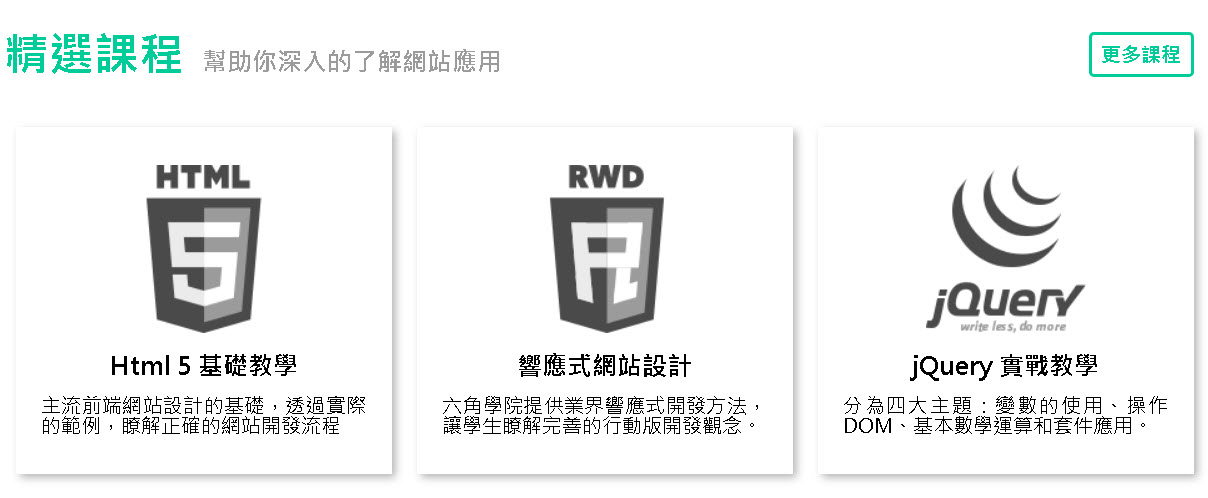 精選課程 幫助你深入的了解網站應用
更多課程
HTML
5
Html 5 基礎教學
主流前端網站設計的基礎，透過實際
的範例，瞭解正確的網站開發流程
RWD
R
響應式網站設計
六角學院提供業界響應式開發方法，
讓學生瞭解完善的行動版開發觀念。
jQuery
write less, do more
jQuery 實戰教學
分為四大主題：變數的使用、操作
DOM、基本數學運算和套件應用。